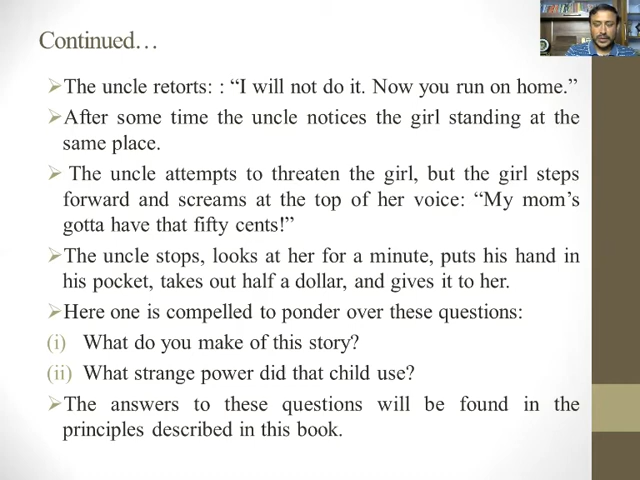 Continued…
➢The uncle retorts: : “I will not do it. Now you run on home.”
➢After some time the uncle notices the girl standing at the
same place.
➢ The uncle attempts to threaten the girl, but the girl steps
forward and screams at the top of her voice: “My mom’s
gotta have that fifty cents!”
➢The uncle stops, looks at her for a minute, puts his hand in
his pocket, takes out half a dollar, and gives it to her.
➢Here one is compelled to ponder over these questions:
(i) What do you make of this story?
(ii) What strange power did that child use?
➢The answers to these questions will be found in the
principles described in this book.